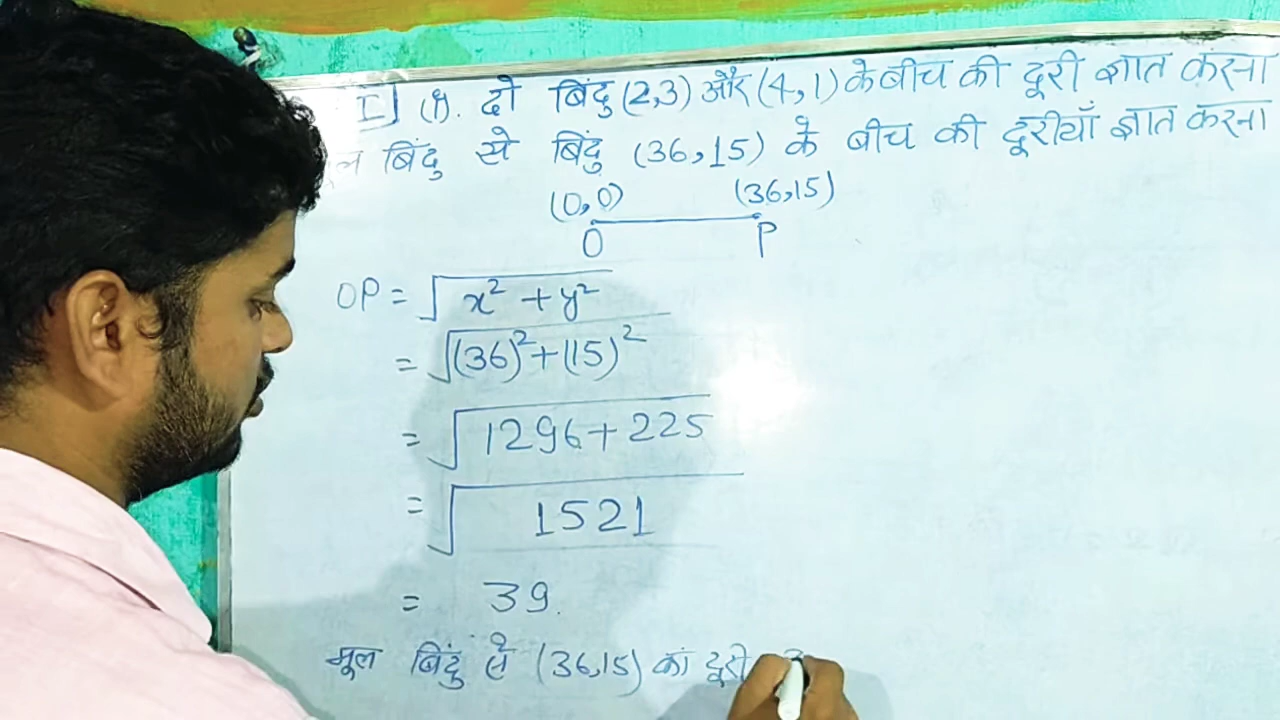 I] (i). दो बिंदु (2,3) और (4,1) के बीच की दूरी ज्ञात करना
बिंदु से बिंदु (36,15) के बीच की दूरीयाँ ज्ञात करना
(0,0) (36,15)
O P
OP = √x² + y²
= √(36)² + (15)²
= √1296 + 225
= √1521
= 39.
मूल बिंदु से (36,15) का दूरी